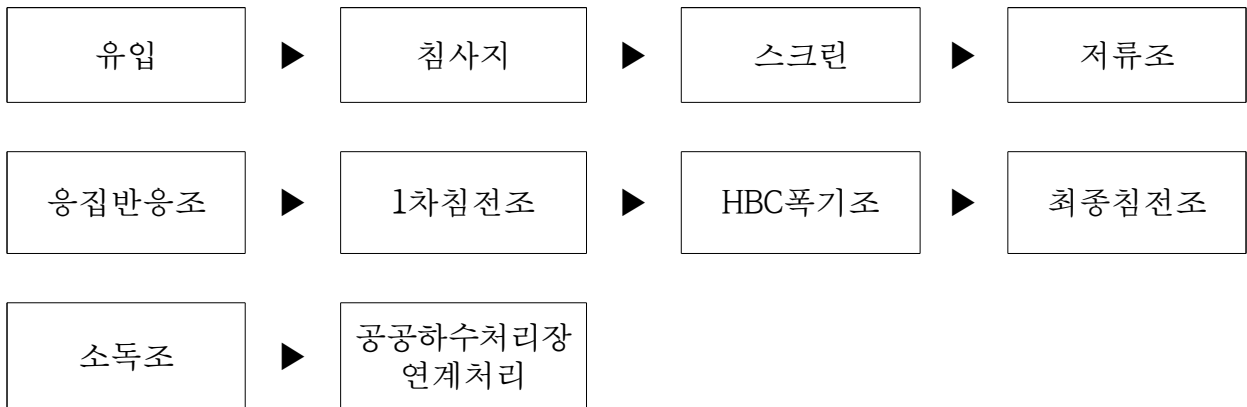 유입 ▶ 침사지 ▶ 스크린 ▶ 저류조
응집반응조 ▶ 1차침전조 ▶ HBC폭기조 ▶ 최종침전조
소독조 ▶ 공공하수처리장
연계처리